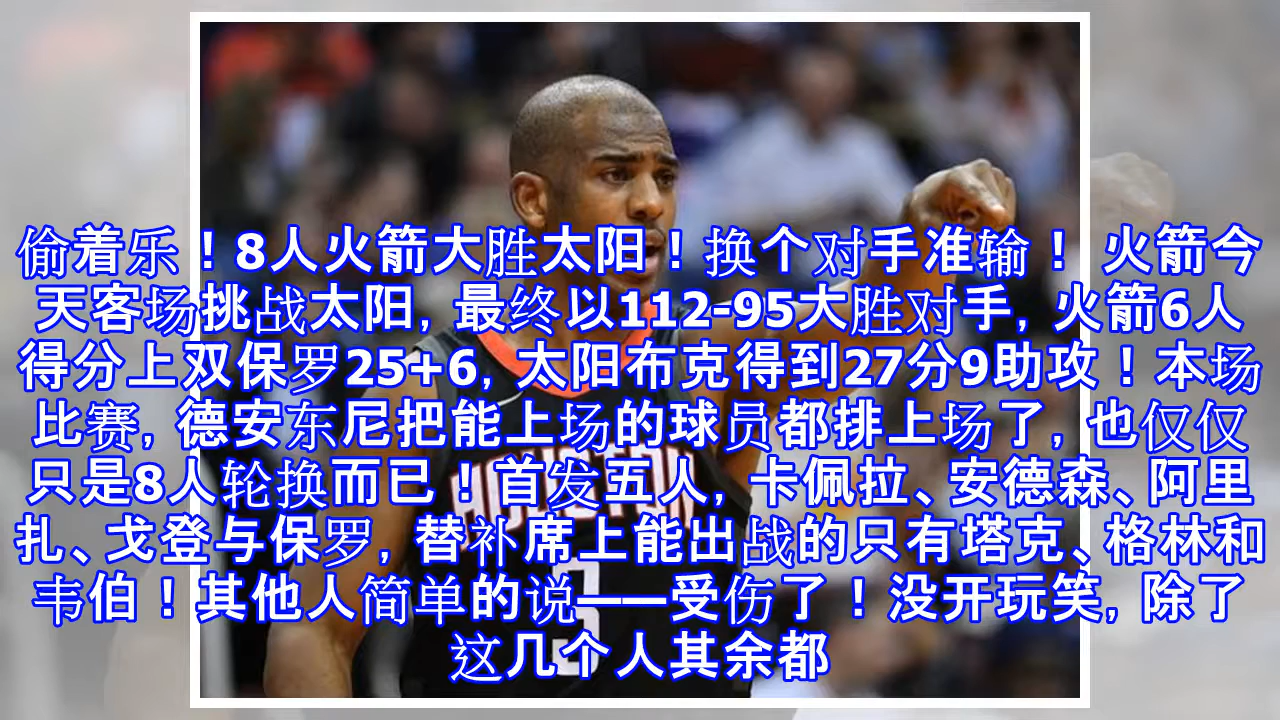 偷着乐！8人火箭大胜太阳！换个对手准输！ 火箭今
天客场挑战太阳, 最终以112-95大胜对手, 火箭6人
得分上双保罗25+6, 太阳布克得到27分9助攻！本场
比赛, 德安东尼把能上场的球员都排上场了, 也仅仅
只是8人轮换而已！首发五人, 卡佩拉、安德森、阿里
扎、戈登与保罗, 替补席上能出战的只有塔克、格林和
韦伯！其他人简单的说——受伤了！没开玩笑, 除了
这几个人其余都
HOUSTON
3